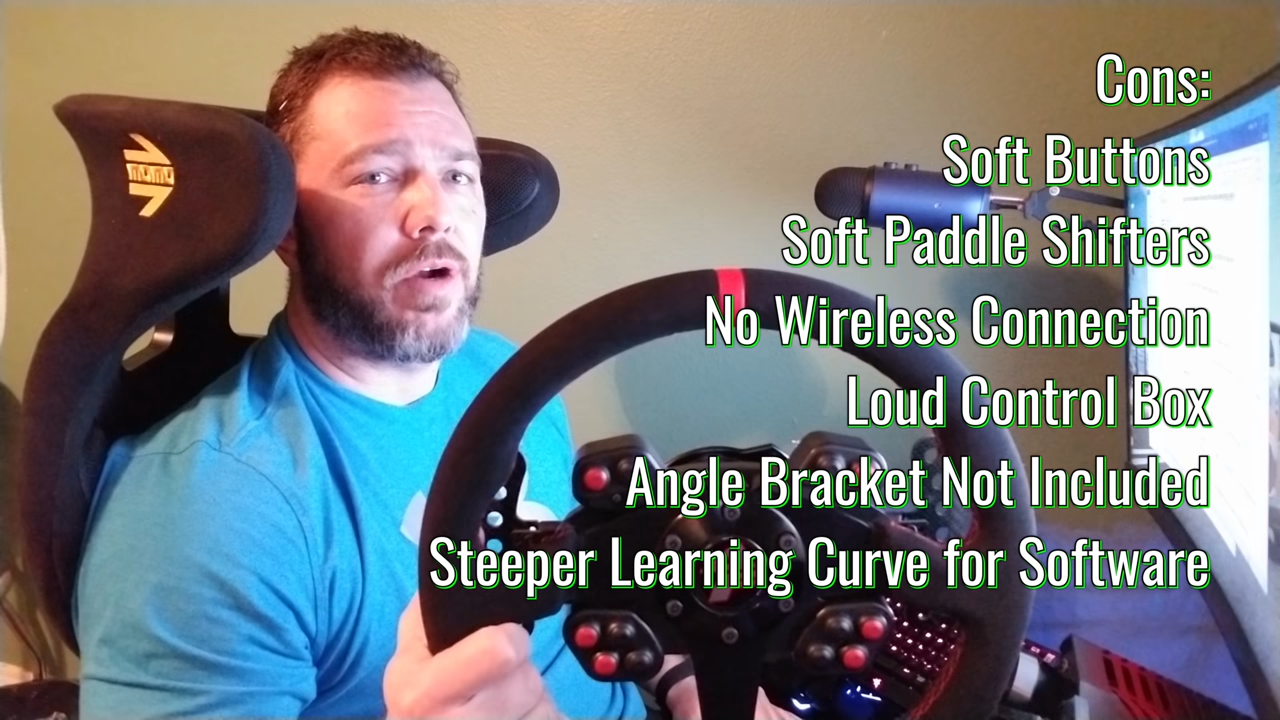 Cons:
Soft Buttons
Soft Paddle Shifters
No Wireless Connection
Loud Control Box
Angle Bracket Not Included
Steeper Learning Curve for Software